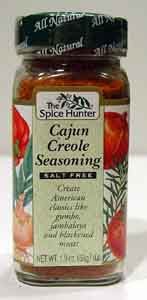 All Natural
The
Spice Hunter
Cajun
Creole
Seasoning
SALT FREE
Create
American
classics like
gumbo,
jambalaya
and blackened
meats
NET WT.